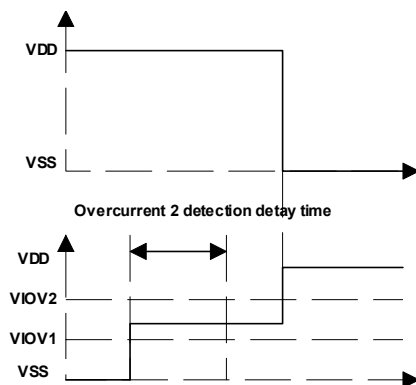 VDD
VSS
Overcurrent 2 detection detay time
VDD
VIOV2
VIOV1
VSS